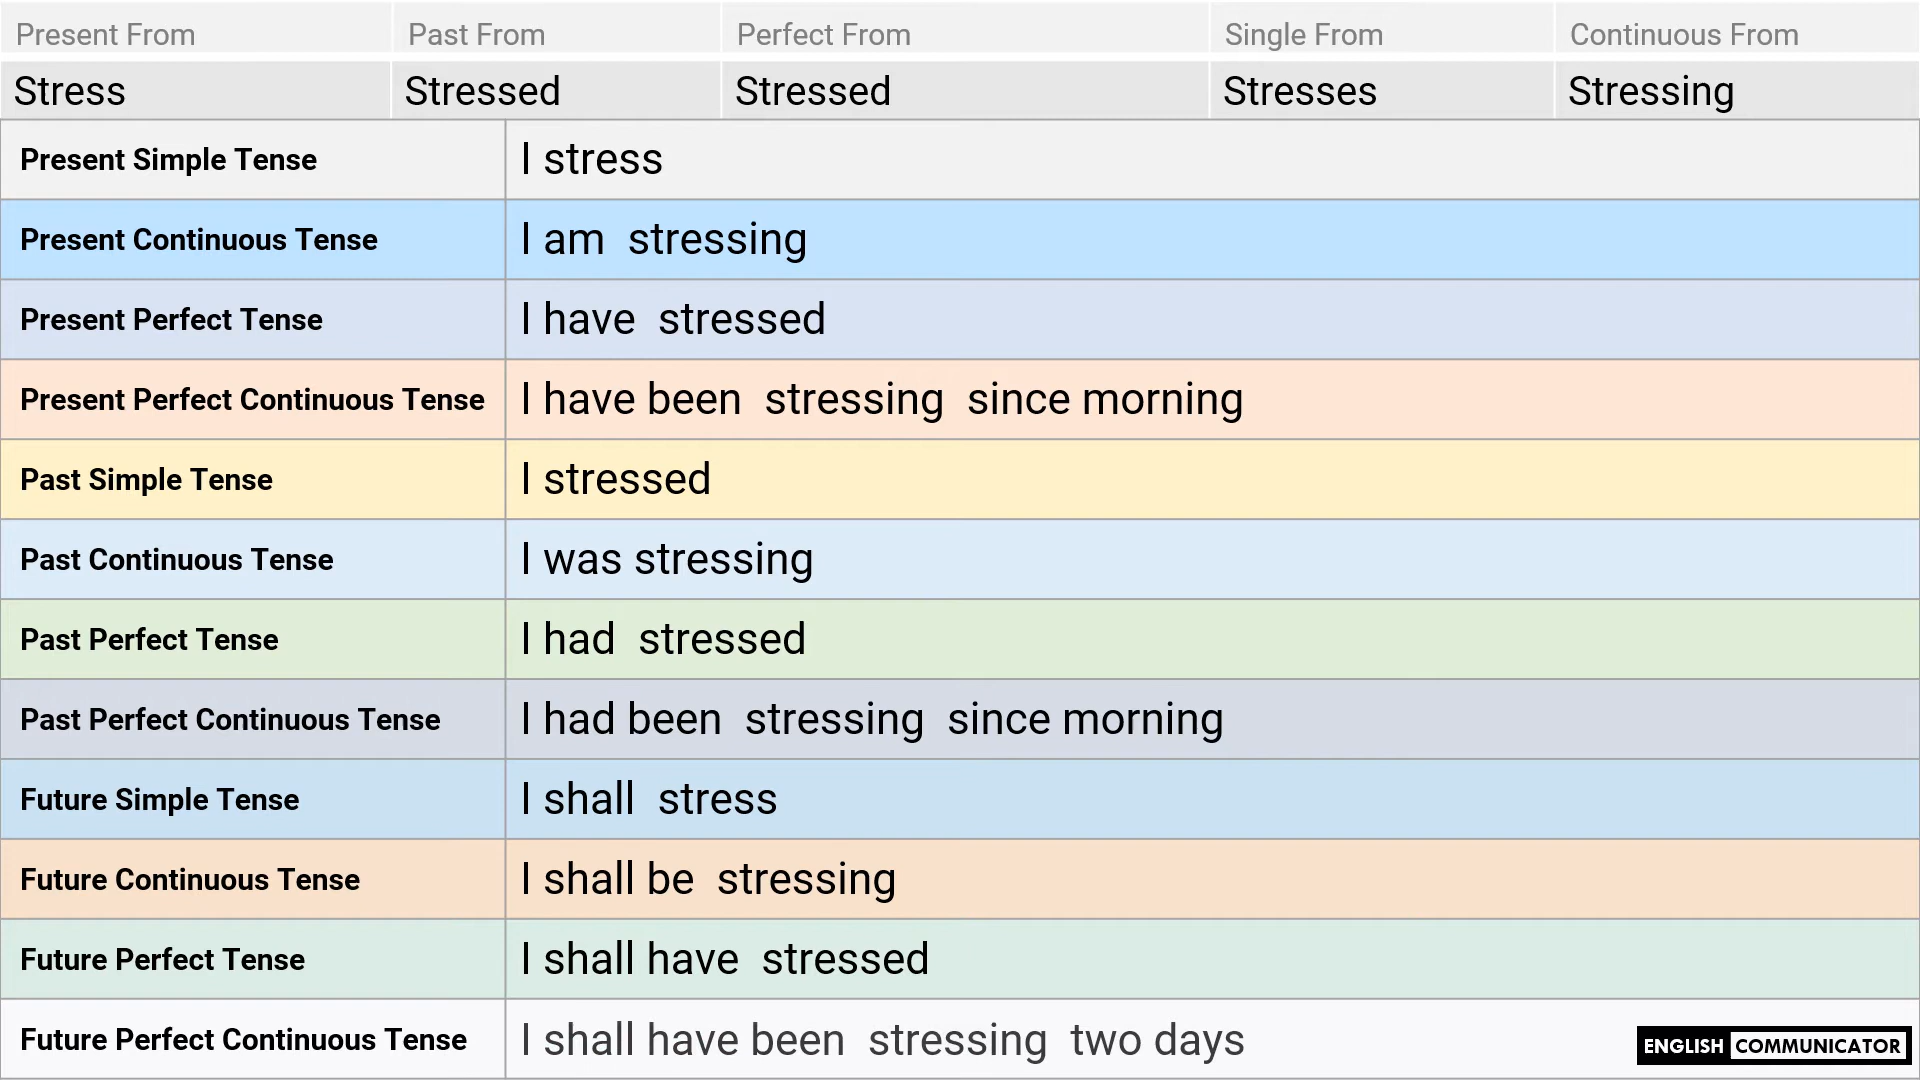 Present From Past From Perfect From Single From Continuous From
Stress Stressed Stressed Stresses Stressing
Present Simple Tense I stress
Present Continuous Tense I am stressing
Present Perfect Tense I have stressed
Present Perfect Continuous Tense I have been stressing since morning
Past Simple Tense I stressed
Past Continuous Tense I was stressing
Past Perfect Tense I had stressed
Past Perfect Continuous Tense I had been stressing since morning
Future Simple Tense I shall stress
Future Continuous Tense I shall be stressing
Future Perfect Tense I shall have stressed
Future Perfect Continuous Tense I shall have been stressing two days
ENGLISH COMMUNICATOR